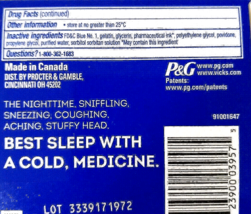 Drug Facts (continued)
Other information • store at no greater than 25°C
Inactive ingredients FD&C Blue No. 1, gelatin, glycerin, pharmaceutical ink*, polyethylene glycol, povidone,
propylene glycol, purified water, sorbitol sorbitan solution *May contain this ingredient
Questions? 1-800-362-1683
Made in Canada
DIST. BY PROCTER & GAMBLE,
CINCINNATI OH 45202
P&G www.pg.com
www.vicks.com
Patents:
www.pg.com/patents
THE NIGHTTIME, SNIFFLING,
SNEEZING, COUGHING,
ACHING, STUFFY HEAD,
BEST SLEEP WITH
A COLD, MEDICINE.
91001647
23900 03957
LOT 3339171972